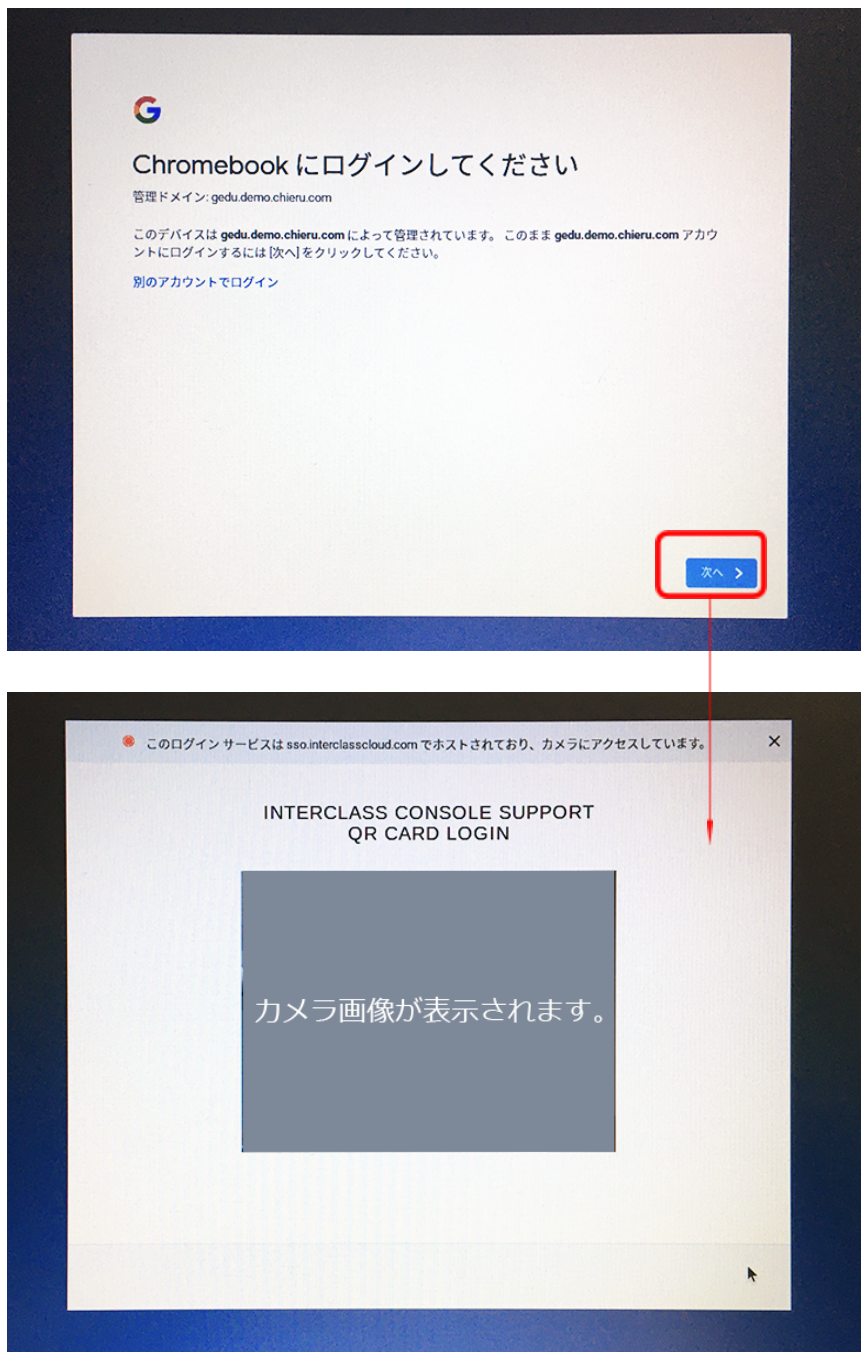 G
Chromebook にログインしてください
管理ドメイン: gedu.demo.chieru.com
このデバイスは gedu.demo.chieru.com によって管理されています。 このまま gedu.demo.chieru.com アカウ
ントにログインするには [次へ] をクリックしてください。
別のアカウントでログイン
次へ
このログイン サービスは sso.interclasscloud.com でホストされており、カメラにアクセスしています。
INTERCLASS CONSOLE SUPPORT
QR CARD LOGIN
カメラ画像が表示されます。